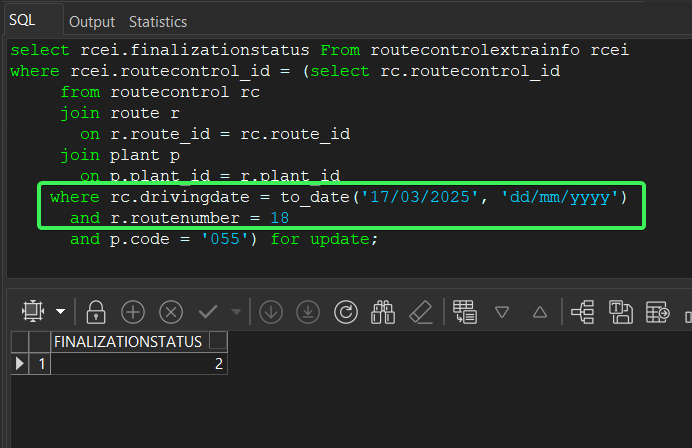 SQL Output Statistics
select rcei.finalizationstatus From routecontrolextrainfo rcei
where rcei.routecontrol_id = (select rc.routecontrol_id
from routecontrol rc
join route r
on r.route_id = rc.route_id
join plant p
on p.plant_id = r.plant_id
where rc.drivingdate = to_date('17/03/2025', 'dd/mm/yyyy')
and r.routenumber = 18
and p.code = '055') for update;
FINALIZATIONSTATUS
1 2